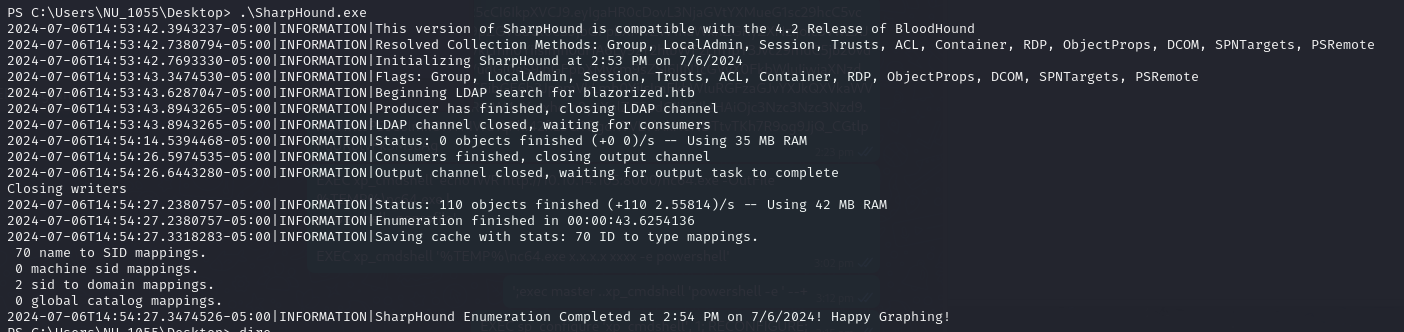 PS C:\Users\NU_1055\Desktop> .\SharpHound.exe
2024-07-06T14:53:42.3943237-05:00|INFORMATION|This version of SharpHound is compatible with the 4.2 Release of BloodHound
2024-07-06T14:53:42.7380794-05:00|INFORMATION|Resolved Collection Methods: Group, LocalAdmin, Session, Trusts, ACL, Container, RDP, ObjectProps, DCOM, SPNTargets, PSRemote
2024-07-06T14:53:42.7693330-05:00|INFORMATION|Initializing SharpHound at 2:53 PM on 7/6/2024
2024-07-06T14:53:43.3474530-05:00|INFORMATION|Flags: Group, LocalAdmin, Session, Trusts, ACL, Container, RDP, ObjectProps, DCOM, SPNTargets, PSRemote
2024-07-06T14:53:43.6287047-05:00|INFORMATION|Beginning LDAP search for blazorized.htb
2024-07-06T14:53:43.8943265-05:00|INFORMATION|Producer has finished, closing LDAP channel
2024-07-06T14:53:43.8943265-05:00|INFORMATION|LDAP channel closed, waiting for consumers
2024-07-06T14:54:14.5394468-05:00|INFORMATION|Status: 0 objects finished (+0 0)/s -- Using 35 MB RAM
2024-07-06T14:54:26.5974535-05:00|INFORMATION|Consumers finished, closing output channel
2024-07-06T14:54:26.6443280-05:00|INFORMATION|Output channel closed, waiting for output task to complete
Closing writers
2024-07-06T14:54:27.2380757-05:00|INFORMATION|Status: 110 objects finished (+110 2.55814)/s -- Using 42 MB RAM
2024-07-06T14:54:27.2380757-05:00|INFORMATION|Enumeration finished in 00:00:43.6254136
2024-07-06T14:54:27.3318283-05:00|INFORMATION|Saving cache with stats: 70 ID to type mappings.
70 name to SID mappings.
0 machine sid mappings.
2 sid to domain mappings.
0 global catalog mappings.
2024-07-06T14:54:27.3474526-05:00|INFORMATION|SharpHound Enumeration Completed at 2:54 PM on 7/6/2024! Happy Graphing!
PS C:\Users\NU_1055\Desktop>